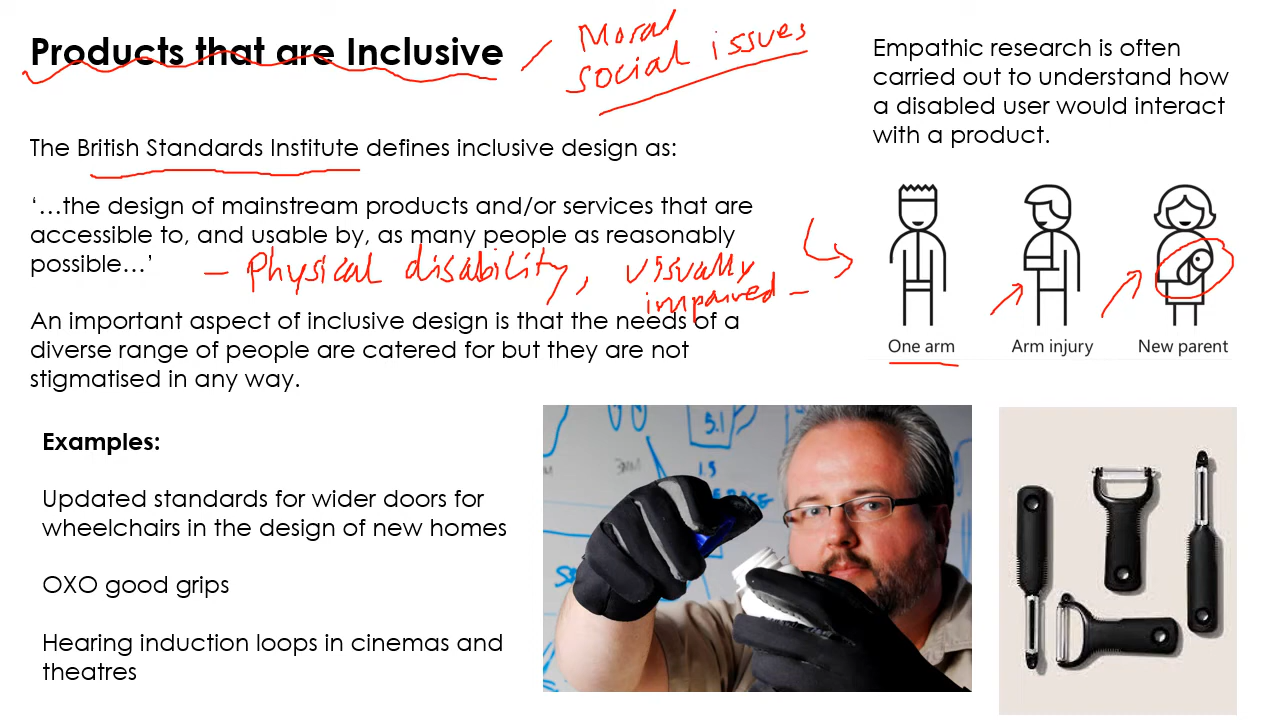 Products that are Inclusive
Moral
social issues
The British Standards Institute defines inclusive design as:
‘…the design of mainstream products and/or services that are
accessible to, and usable by, as many people as reasonably
possible…’
– Physical disability, visually
impaired –
An important aspect of inclusive design is that the needs of a
diverse range of people are catered for but they are not
stigmatised in any way.
Examples:
Updated standards for wider doors for
wheelchairs in the design of new homes
OXO good grips
Hearing induction loops in cinemas and
theatres
Empathic research is often
carried out to understand how
a disabled user would interact
with a product.
One arm
Arm injury
New parent
5.1
1.5